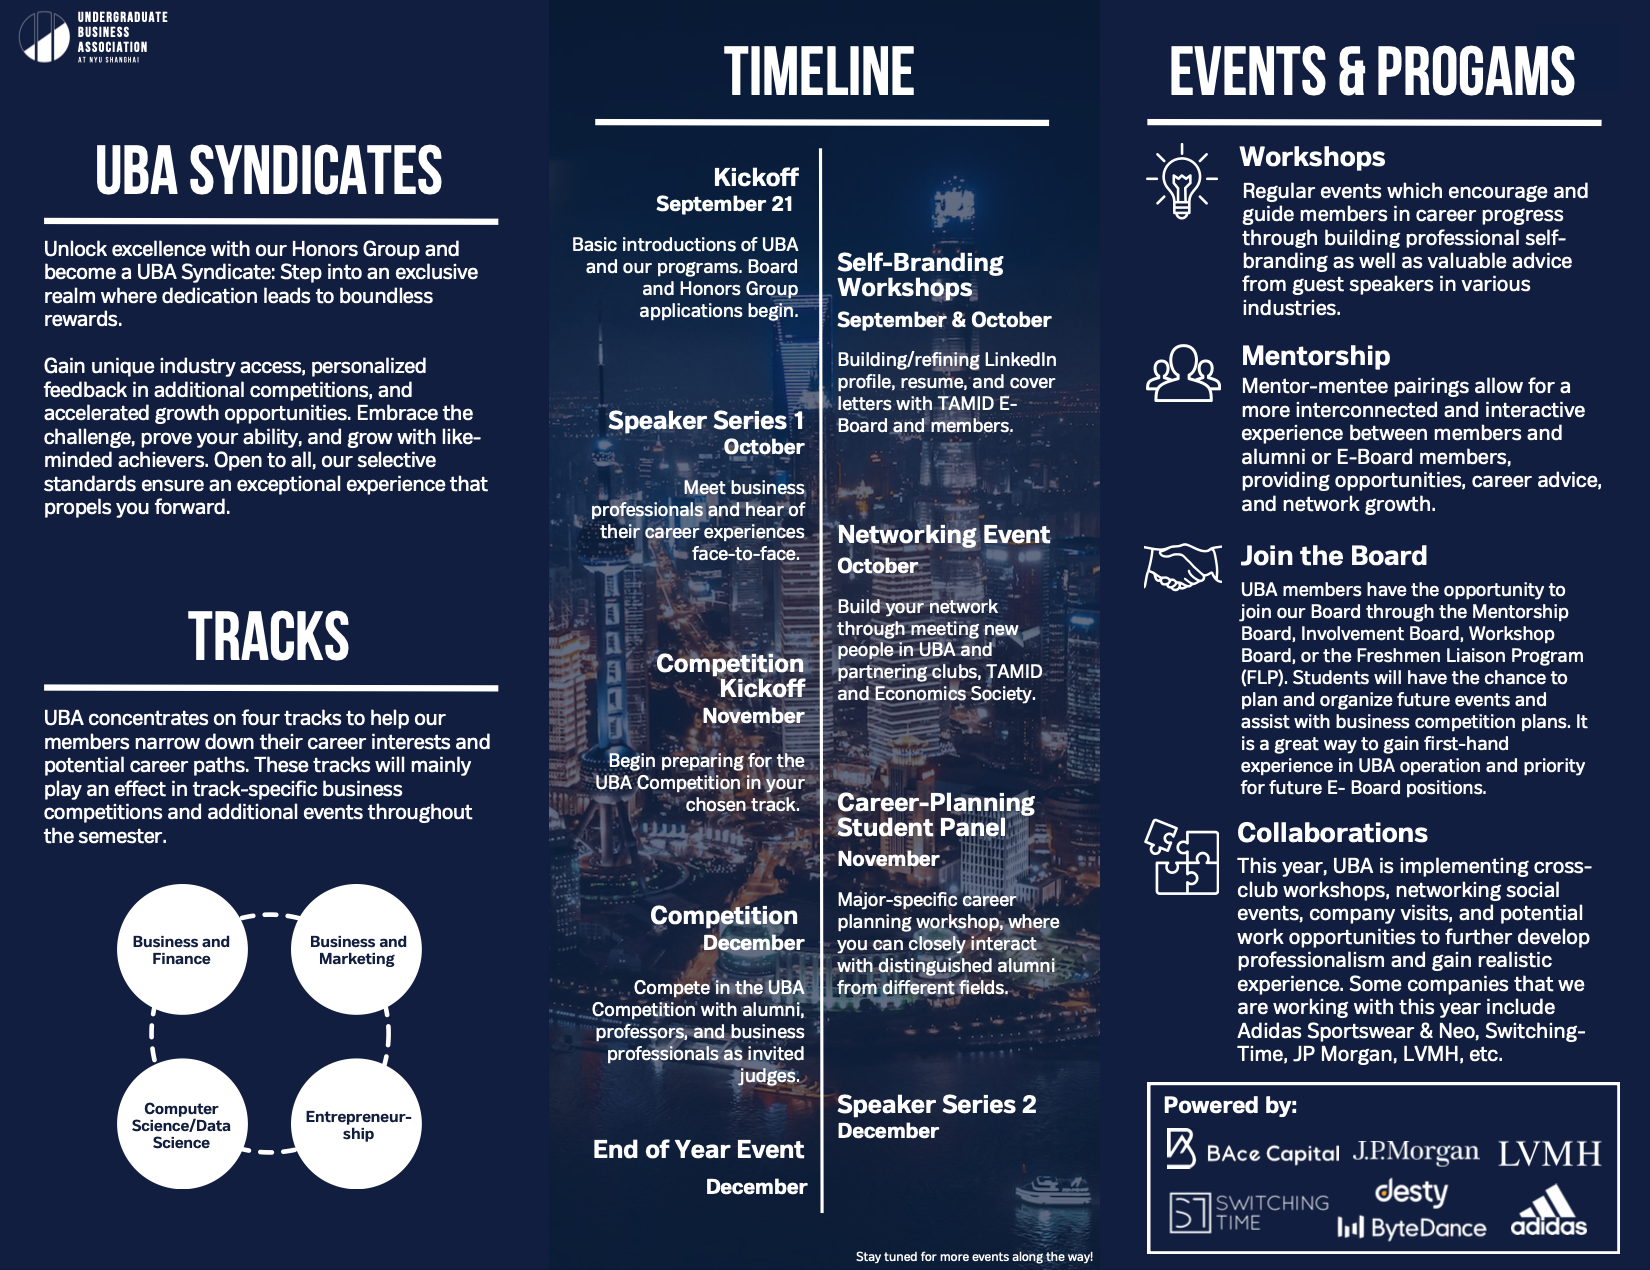 UNDERGRADUATE
BUSINESS
ASSOCIATION
AT NYU SHANGHAI
UBA SYNDICATES
Unlock excellence with our Honors Group and
become a UBA Syndicate: Step into an exclusive
realm where dedication leads to boundless
rewards.
Gain unique industry access, personalized
feedback in additional competitions, and
accelerated growth opportunities. Embrace the
challenge, prove your ability, and grow with like-
minded achievers. Open to all, our selective
standards ensure an exceptional experience that
propels you forward.
TRACKS
UBA concentrates on four tracks to help our
members narrow down their career interests and
potential career paths. These tracks will mainly
play an effect in track-specific business
competitions and additional events throughout
the semester.
Business and
Finance
Business and
Marketing
Computer
Science/Data
Science
Entrepreneur-
ship
TIMELINE
Kickoff
September 21
Basic introductions of UBA
and our programs. Board
and Honors Group
applications begin.
Self-Branding
Workshops
September & October
Building/refining LinkedIn
profile, resume, and cover
letters with TAMID E-
Board and members.
Speaker Series 1
October
Meet business
professionals and hear of
their career experiences
face-to-face.
Networking Event
October
Build your network
through meeting new
people in UBA and
partnering clubs, TAMID
and Economics Society.
Competition
Kickoff
November
Begin preparing for the
UBA Competition in your
chosen track.
Career-Planning
Student Panel
November
Major-specific career
planning workshop, where
you can closely interact
with distinguished alumni
from different fields.
Competition
December
Compete in the UBA
Competition with alumni,
professors, and business
professionals as invited
judges.
Speaker Series 2
December
End of Year Event
December
Stay tuned for more events along the way!
EVENTS & PROGAMS
Workshops
Regular events which encourage and
guide members in career progress
through building professional self-
branding as well as valuable advice
from guest speakers in various
industries.
Mentorship
Mentor-mentee pairings allow for a
more interconnected and interactive
experience between members and
alumni or E-Board members,
providing opportunities, career advice,
and network growth.
Join the Board
UBA members have the opportunity to
join our Board through the Mentorship
Board, Involvement Board, Workshop
Board, or the Freshmen Liaison Program
(FLP). Students will have the chance to
plan and organize future events and
assist with business competition plans. It
is a great way to gain first-hand
experience in UBA operation and priority
for future E- Board positions.
Collaborations
This year, UBA is implementing cross-
club workshops, networking social
events, company visits, and potential
work opportunities to further develop
professionalism and gain realistic
experience. Some companies that we
are working with this year include
Adidas Sportswear & Neo, Switching-
Time, JP Morgan, LVMH, etc.
Powered by:
BAce Capital
J.P.Morgan
LVMH
SWITCHING
TIME
desty
ByteDance
adidas